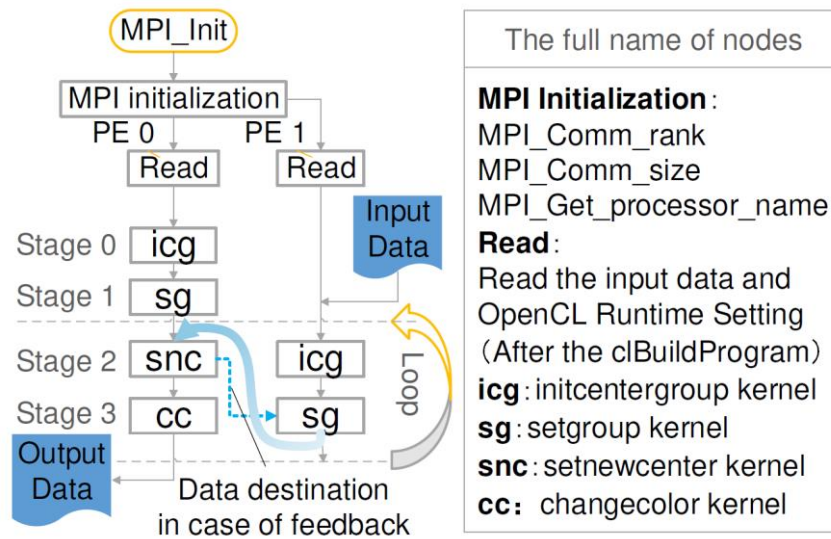 MPI_Init
MPI initialization
PE 0
PE 1
Read
Read
Input
Data
Stage 0
icg
Stage 1
sg
Stage 2
snc
icg
Stage 3
cc
sg
Loop
Output
Data
Data destination
in case of feedback
The full name of nodes
MPI Initialization：
MPI_Comm_rank
MPI_Comm_size
MPI_Get_processor_name
Read：
Read the input data and
OpenCL Runtime Setting
（After the clBuildProgram）
icg：initcentergroup kernel
sg：setgroup kernel
snc：setnewcenter kernel
cc： changecolor kernel